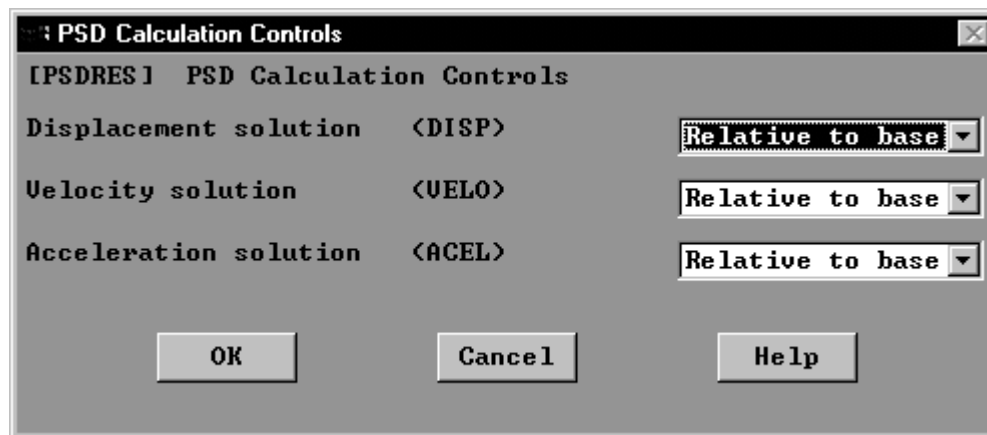 PSD Calculation Controls
[PSDRES] PSD Calculation Controls
Displacement solution (DISP) Relative to base
Velocity solution (VELO) Relative to base
Acceleration solution (ACEL) Relative to base
OK Cancel Help